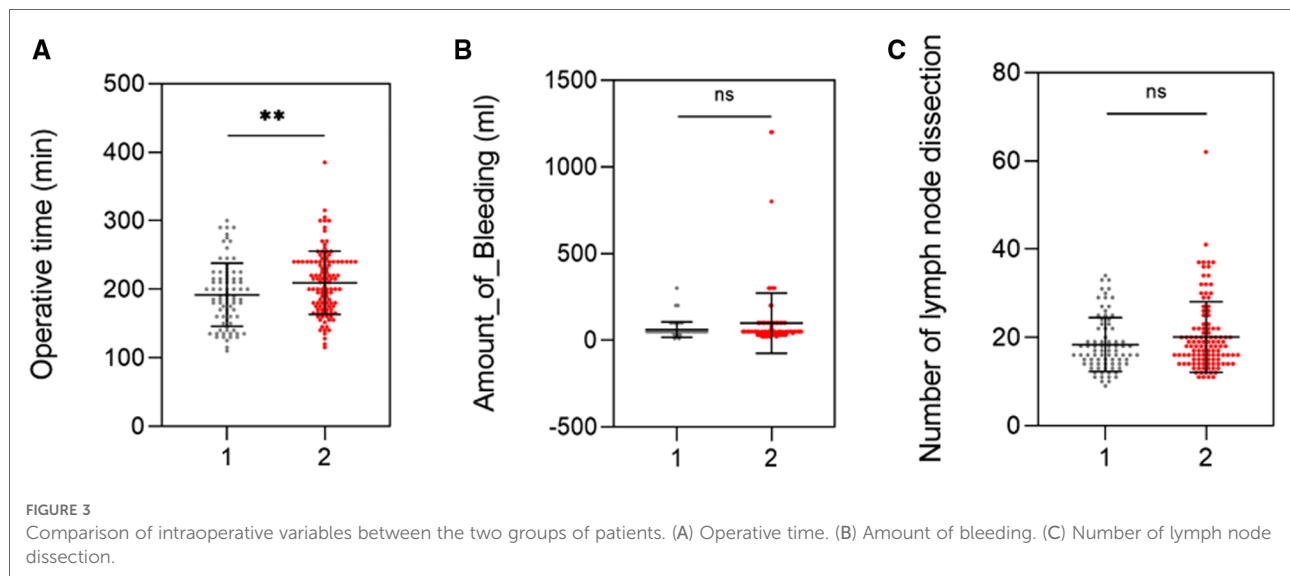 A
B
C
Operative time (min)
500
400
300
200
100
0
**
1
2
Amount_of_Bleeding (ml)
1500
1000
500
0
-500
ns
1
2
Number of lymph node dissection
80
60
40
20
0
ns
1
2
FIGURE 3
Comparison of intraoperative variables between the two groups of patients. (A) Operative time. (B) Amount of bleeding. (C) Number of lymph node
dissection.